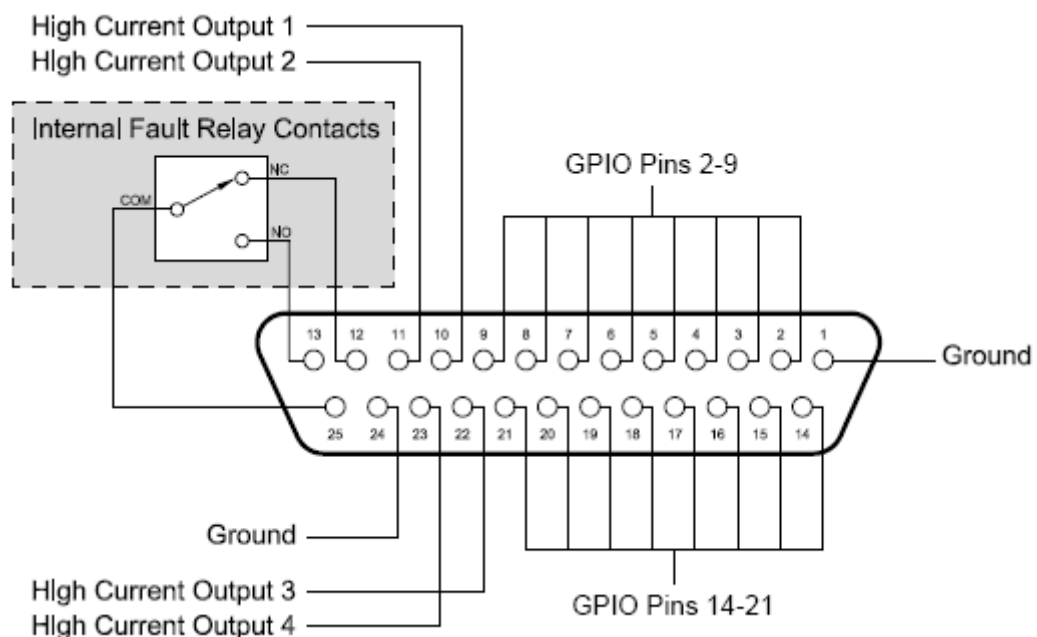 High Current Output 1
High Current Output 2
Internal Fault Relay Contacts
NC
COM
NO
GPIO Pins 2-9
13 12 11 10 9 8 7 6 5 4 3 2 1
Ground
25 24 23 22 21 20 19 18 17 16 15 14
Ground
High Current Output 3
High Current Output 4
GPIO Pins 14-21